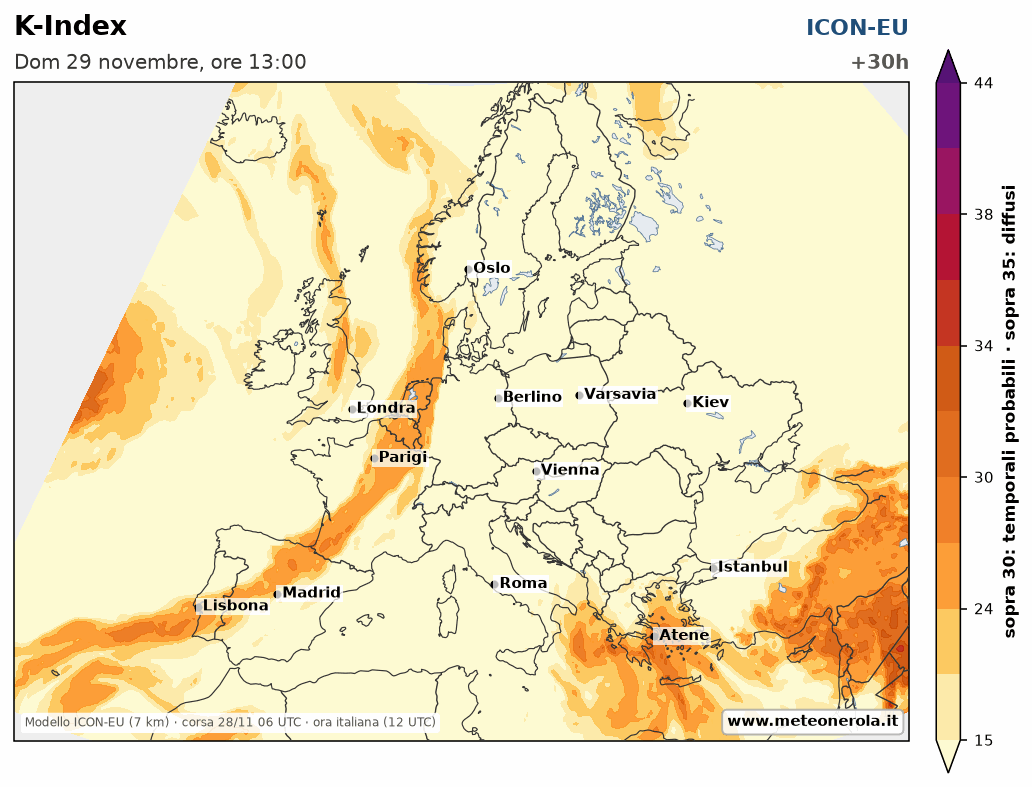 K-Index
ICON-EU
Dom 29 novembre, ore 13:00
+30h
44
38
34
30
24
15
sopra 30: temporali probabili · sopra 35: diffusi
Oslo
Londra
Berlino
Varsavia
Kiev
Parigi
Vienna
Istanbul
Roma
Madrid
Lisbona
Atene
Modello ICON-EU (7 km) · corsa 28/11 06 UTC · ora italiana (12 UTC)
www.meteonerola.it